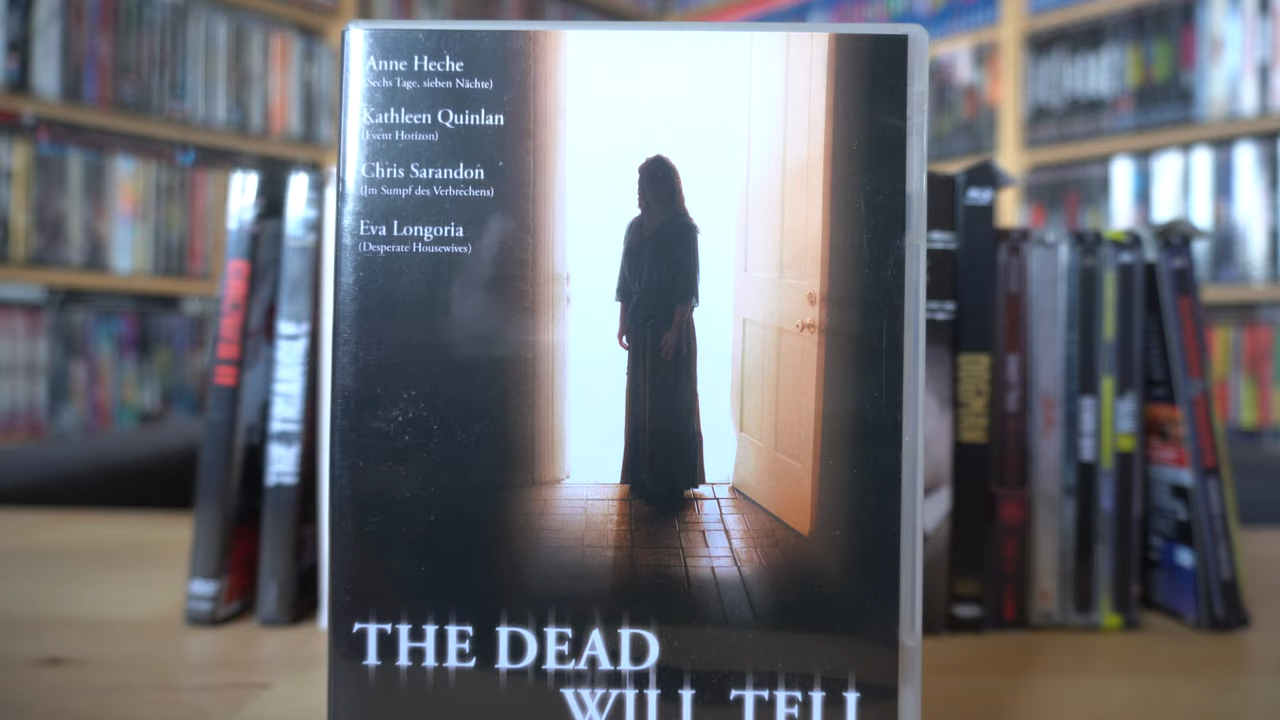 Anne Heche
(Sechs Tage, sieben Nächte)
Kathleen Quinlan
(Event Horizon)
Chris Sarandon
(Im Sumpf des Verbrechens)
Eva Longoria
(Desperate Housewives)
THE DEAD
WILL TELL
DOGMAN